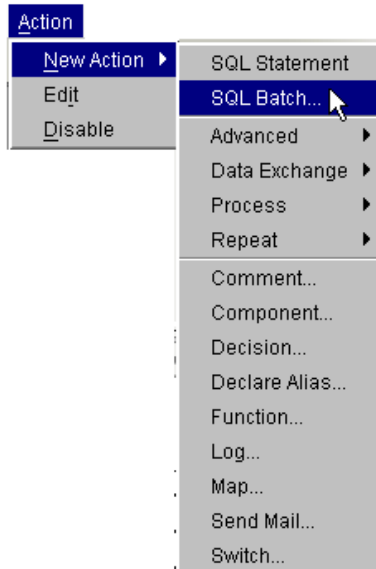 Action
New Action
Edit
Disable
SQL Statement
SQL Batch...
Advanced
Data Exchange
Process
Repeat
Comment...
Component...
Decision...
Declare Alias...
Function...
Log...
Map...
Send Mail...
Switch...